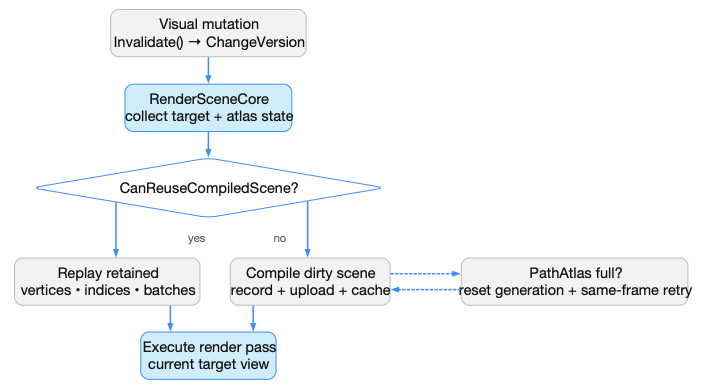 Visual mutation
Invalidate() → ChangeVersion
RenderSceneCore
collect target + atlas state
CanReuseCompiledScene?
yes
no
Replay retained
vertices • indices • batches
Compile dirty scene
record + upload + cache
PathAtlas full?
reset generation + same-frame retry
Execute render pass
current target view